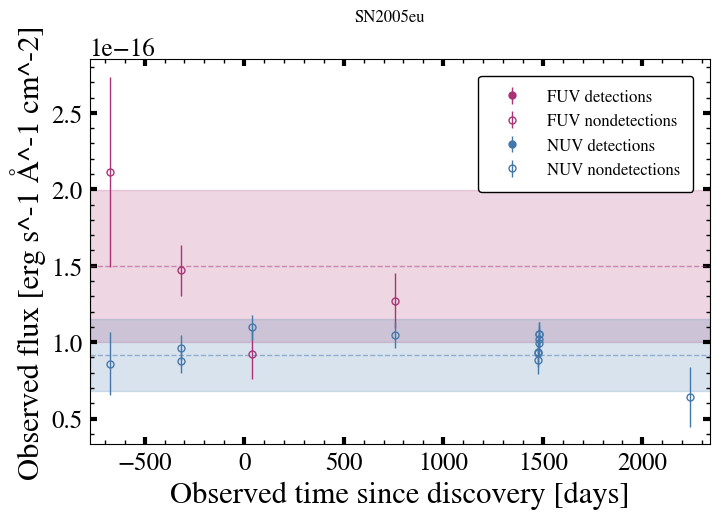 SN2005eu
1e−16
FUV detections
FUV nondetections
NUV detections
NUV nondetections
2.5
2.0
1.5
1.0
0.5
Observed flux [erg s^-1 Å^-1 cm^-2]
−500 0 500 1000 1500 2000
Observed time since discovery [days]